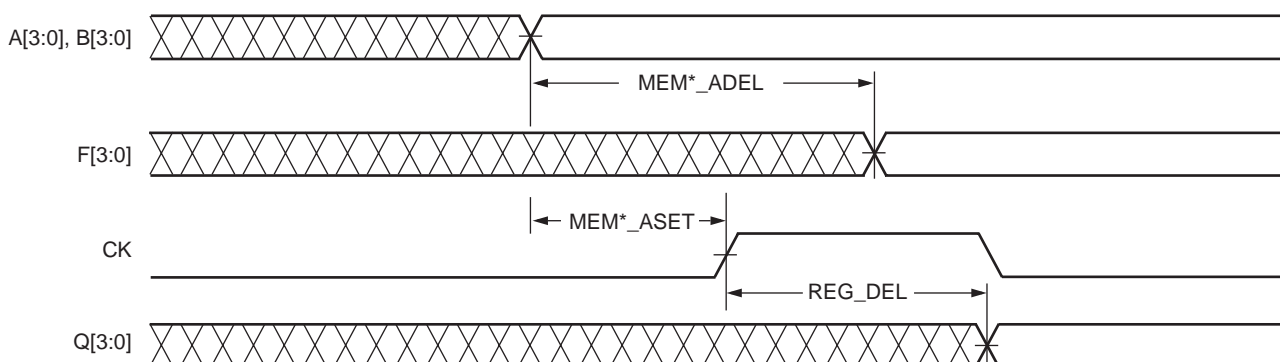 A[3:0], B[3:0]
MEM*_ADEL
F[3:0]
MEM*_ASET
CK
REG_DEL
Q[3:0]